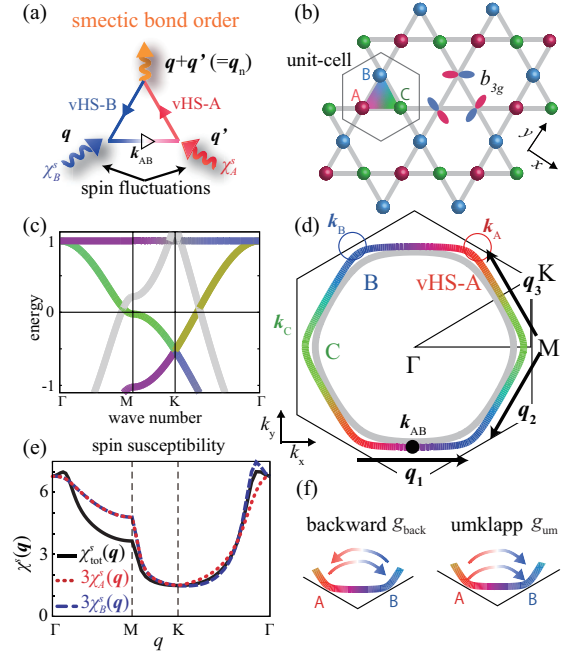 (a)
smectic bond order
q+q' (=qn)
vHS-B
vHS-A
q
q'
kAB
χBs
χAs
spin fluctuations
(b)
unit-cell
B
A
C
b3g
y
x
(c)
1
0
-1
energy
Γ
M
K
Γ
wave number
(d)
kB
kA
B
vHS-A
q3
K
kC
C
Γ
M
q2
kAB
ky
kx
q1
(e)
spin susceptibility
6
3
0
χs(q)
χtots(q)
3χAs(q)
3χBs(q)
Γ
M
K
Γ
q
(f)
backward gback
umklapp gum
A
B
A
B